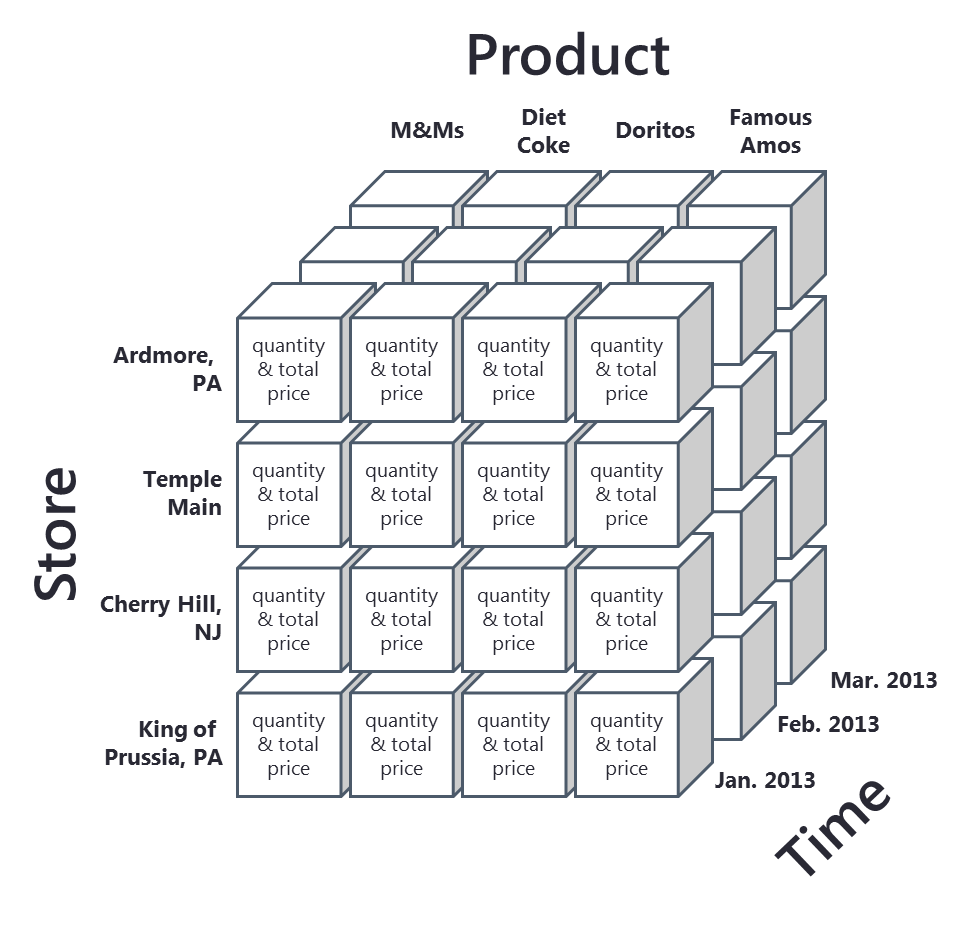 Product
M&Ms
Diet
Coke
Doritos
Famous
Amos
Store
Ardmore,
PA
quantity
& total
price
quantity
& total
price
quantity
& total
price
quantity
& total
price
Temple
Main
quantity
& total
price
quantity
& total
price
quantity
& total
price
quantity
& total
price
Cherry Hill,
NJ
quantity
& total
price
quantity
& total
price
quantity
& total
price
quantity
& total
price
King of
Prussia, PA
quantity
& total
price
quantity
& total
price
quantity
& total
price
quantity
& total
price
Mar. 2013
Feb. 2013
Jan. 2013
Time